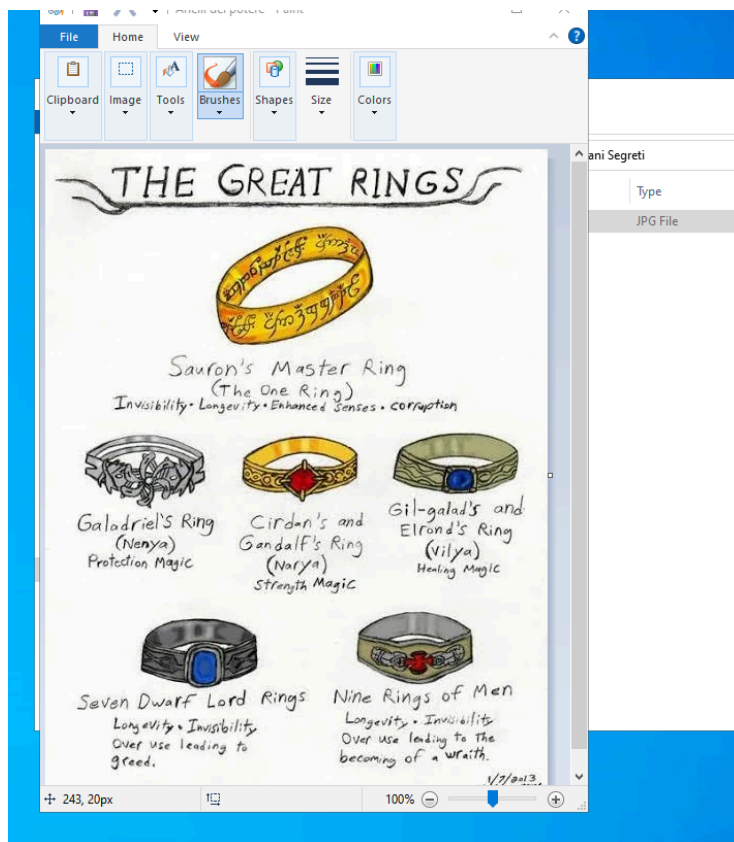 Anelli del potere - Paint
File Home View
Clipboard Image Tools Brushes Shapes Size Colors
ani Segreti
Type
JPG File
THE GREAT RINGS
Sauron's Master Ring
(The One Ring)
Invisibility • Longevity • Enhanced Senses • corruption
Galadriel's Ring
(Nenya)
Protection Magic
Cirdan's and
Gandalf's Ring
(Narya)
Strength Magic
Gil-galad's and
Elrond's Ring
(Vilya)
Healing Magic
Seven Dwarf Lord Rings
Longevity • Invisibility
Over use leading to
greed.
Nine Rings of Men
Longevity • Invisibility
Over use leading to the
becoming of a wraith.
1/7/2013
243, 20px
100%